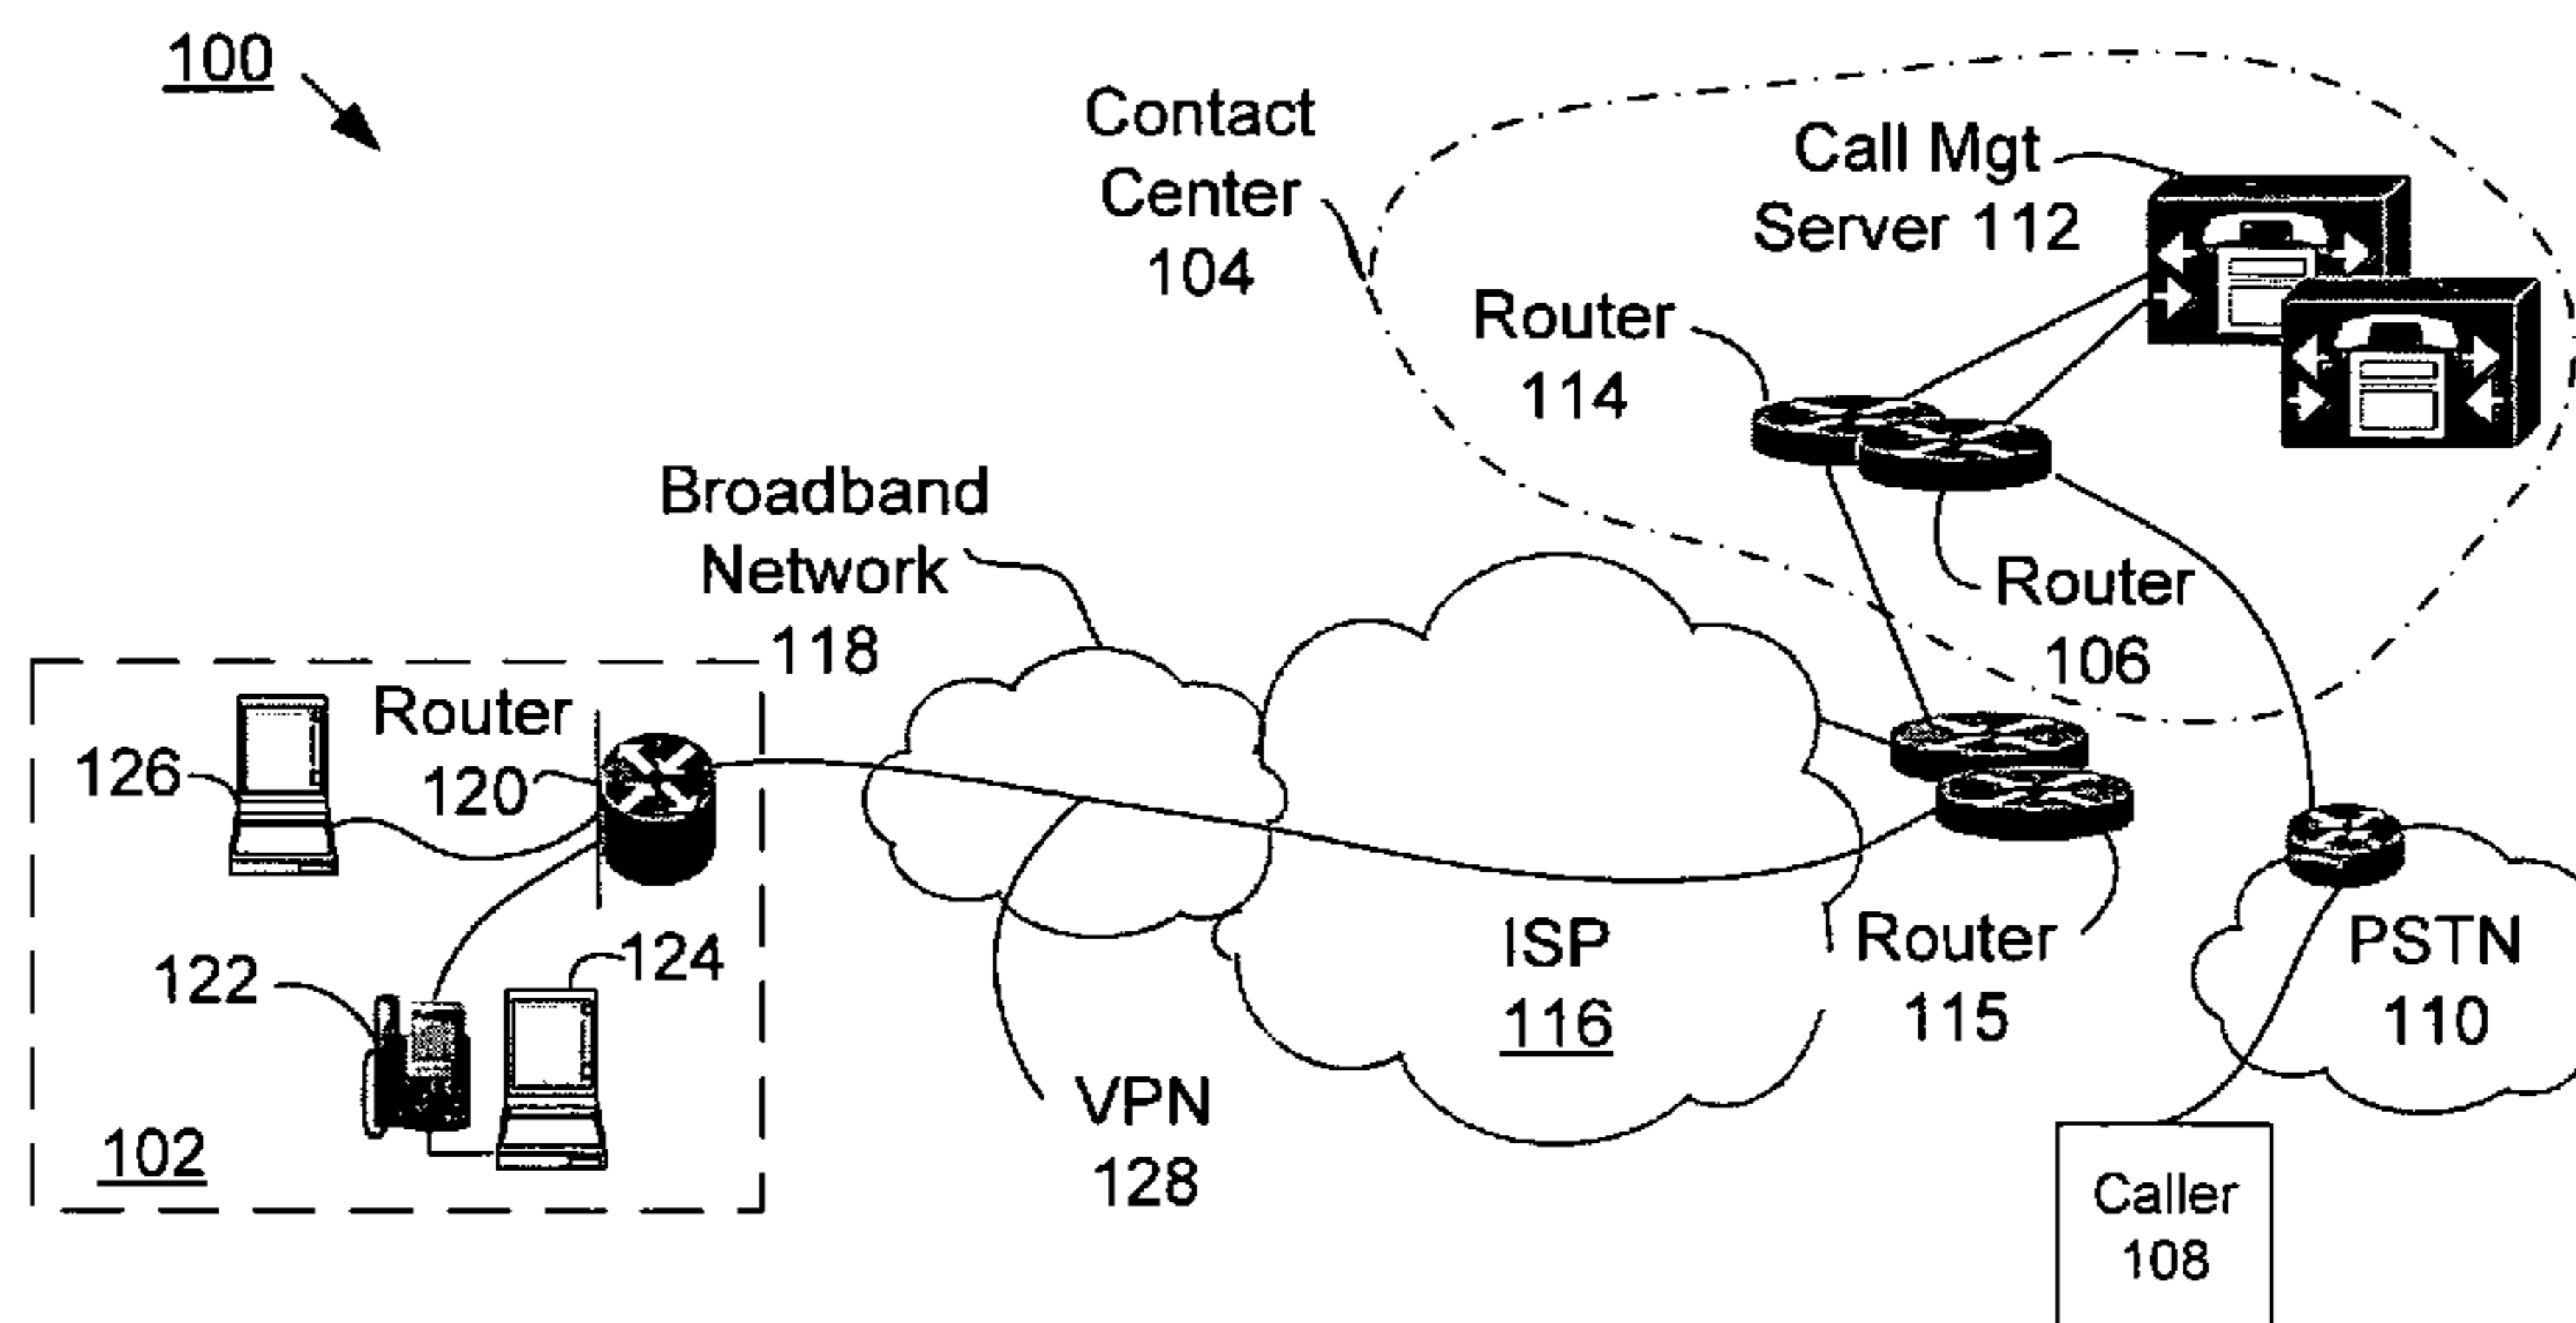 100
Contact
Center
104
Call Mgt
Server 112
Router
114
Broadband
Network
118
Router
106
Router
120
126
122
124
102
VPN
128
ISP
116
Router
115
PSTN
110
Caller
108